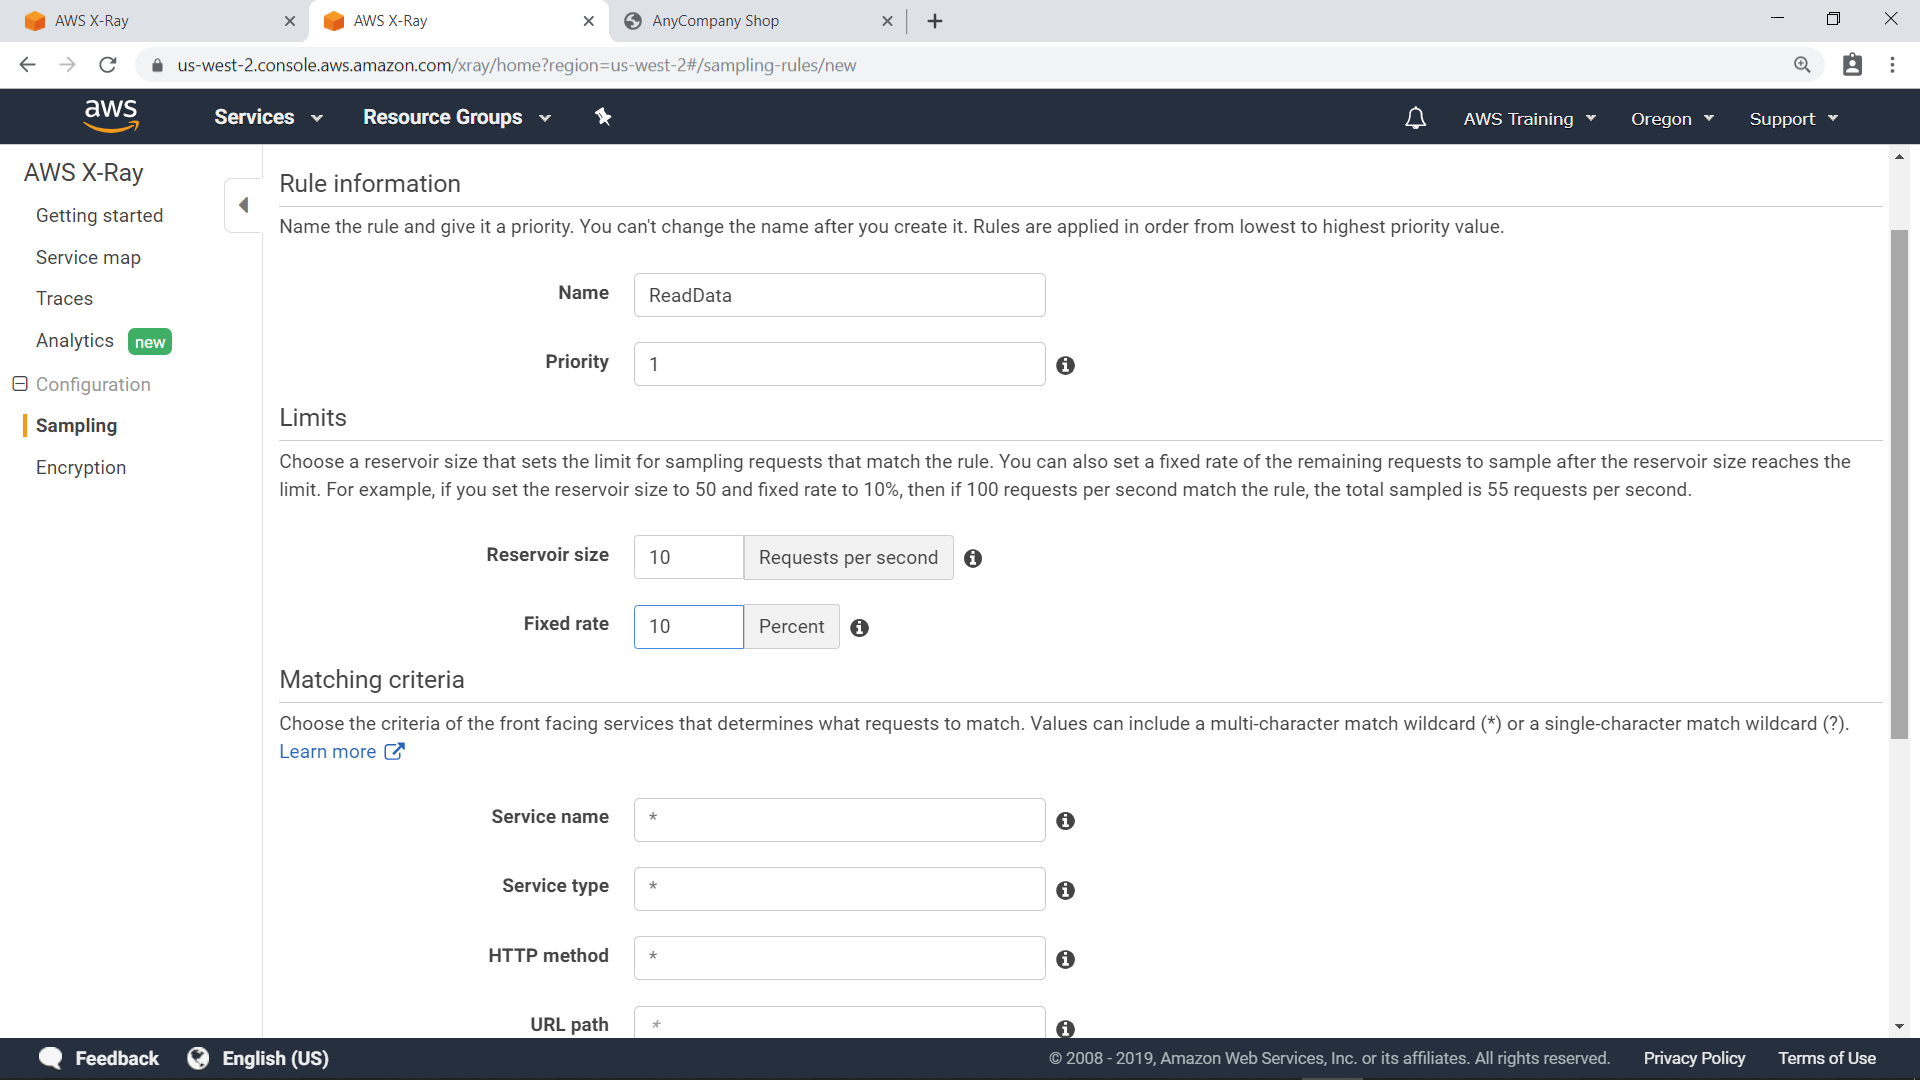 AWS X-Ray
AWS X-Ray
AnyCompany Shop
us-west-2.console.aws.amazon.com/xray/home?region=us-west-2#/sampling-rules/new
aws
Services
Resource Groups
AWS Training
Oregon
Support
AWS X-Ray
Getting started
Service map
Traces
Analytics new
Configuration
Sampling
Encryption
Rule information
Name the rule and give it a priority. You can't change the name after you create it. Rules are applied in order from lowest to highest priority value.
Name ReadData
Priority 1
Limits
Choose a reservoir size that sets the limit for sampling requests that match the rule. You can also set a fixed rate of the remaining requests to sample after the reservoir size reaches the
limit. For example, if you set the reservoir size to 50 and fixed rate to 10%, then if 100 requests per second match the rule, the total sampled is 55 requests per second.
Reservoir size 10 Requests per second
Fixed rate 10 Percent
Matching criteria
Choose the criteria of the front facing services that determines what requests to match. Values can include a multi-character match wildcard (*) or a single-character match wildcard (?).
Learn more
Service name *
Service type *
HTTP method *
URL path *
Feedback
English (US)
© 2008 - 2019, Amazon Web Services, Inc. or its affiliates. All rights reserved.
Privacy Policy
Terms of Use